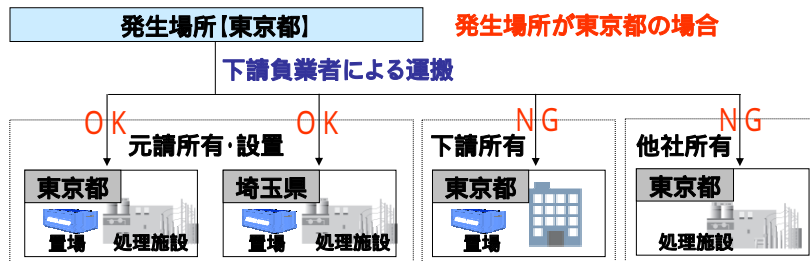 発生場所【東京都】
発生場所が東京都の場合
下請負業者による運搬
OK
OK
NG
NG
元請所有・設置
下請所有
他社所有
東京都
埼玉県
東京都
東京都
置場
処理施設
置場
処理施設
置場
処理施設